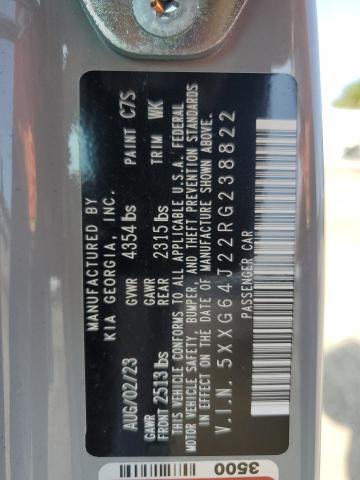 MANUFACTURED BY
KIA GEORGIA, INC.
AUG/02/23 GVWR 4354 lbs PAINT C7S
GAWR FRONT 2513 lbs GAWR REAR 2315 lbs TRIM WK
THIS VEHICLE CONFORMS TO ALL APPLICABLE U.S.A. FEDERAL
MOTOR VEHICLE SAFETY, BUMPER, AND THEFT PREVENTION STANDARDS
IN EFFECT ON THE DATE OF MANUFACTURE SHOWN ABOVE.
V.I.N. 5XXG64J22RG238822
PASSENGER CAR
3500